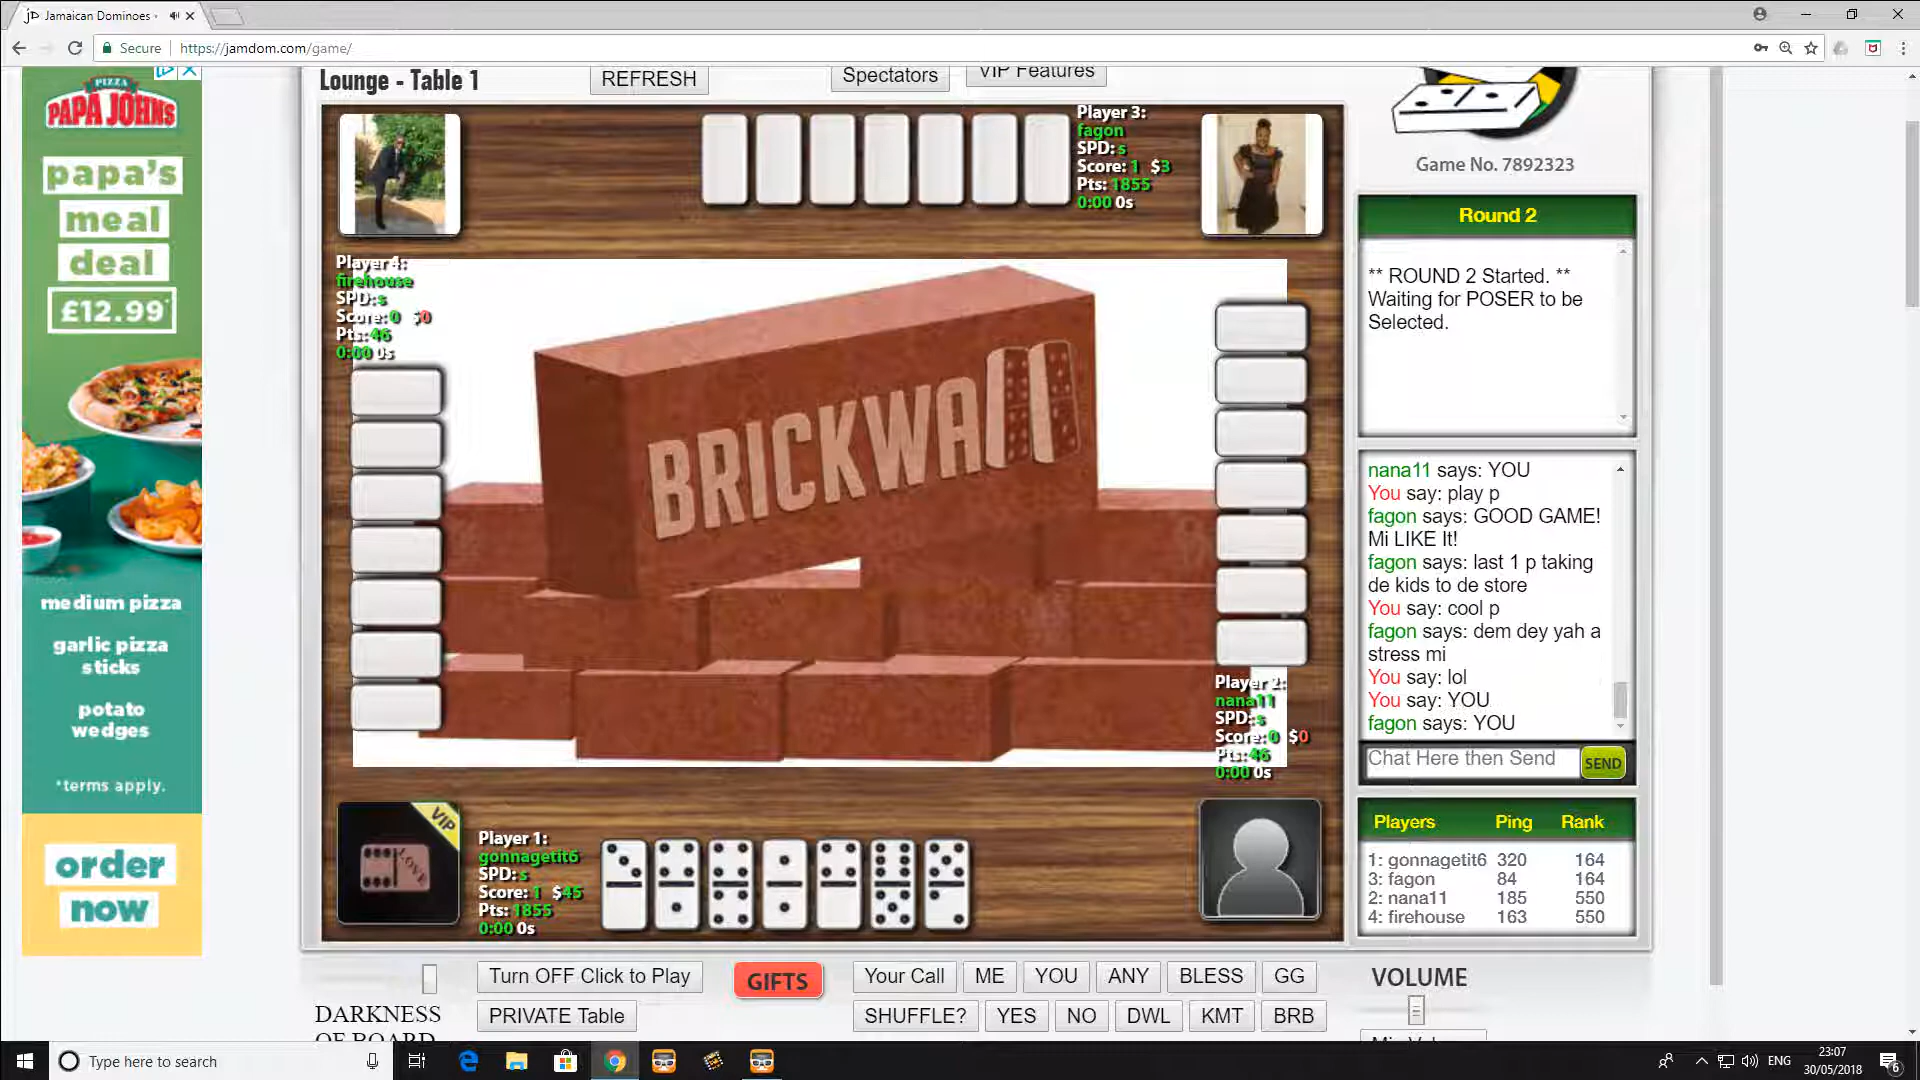 Jamaican Dominoes -
Secure
https://jamdom.com/game/
PIZZA
PAPA JOHNS
papa's
meal
deal
£12.99*
medium pizza
garlic pizza
sticks
potato
wedges
*terms apply.
order
now
Lounge - Table 1
REFRESH
Spectators
VIP Features
Player 3:
fagon
SPD: s
Score: 1 $3
Pts: 1855
0:00 0s
Player 4:
firehouse
SPD: s
Score: 0 $0
Pts: 46
0:00 0s
BRICKWALL
Player 2:
nana11
SPD: s
Score: 0 $0
Pts: 46
0:00 0s
VIP
LOVE
Player 1:
gonnagetit6
SPD: s
Score: 1 $45
Pts: 1855
0:00 0s
Game No. 7892323
Round 2
** ROUND 2 Started. **
Waiting for POSER to be
Selected.
nana11 says: YOU
You say: play p
fagon says: GOOD GAME!
Mi LIKE It!
fagon says: last 1 p taking
de kids to de store
You say: cool p
fagon says: dem dey yah a
stress mi
You say: lol
You say: YOU
fagon says: YOU
Chat Here then Send
SEND
Players Ping Rank
1: gonnagetit6 320 164
3: fagon 84 164
2: nana11 185 550
4: firehouse 163 550
DARKNESS
OF BOARD
Turn OFF Click to Play
PRIVATE Table
GIFTS
Your Call ME YOU ANY BLESS GG
SHUFFLE? YES NO DWL KMT BRB
VOLUME
Type here to search
ENG
23:07
30/05/2018
6